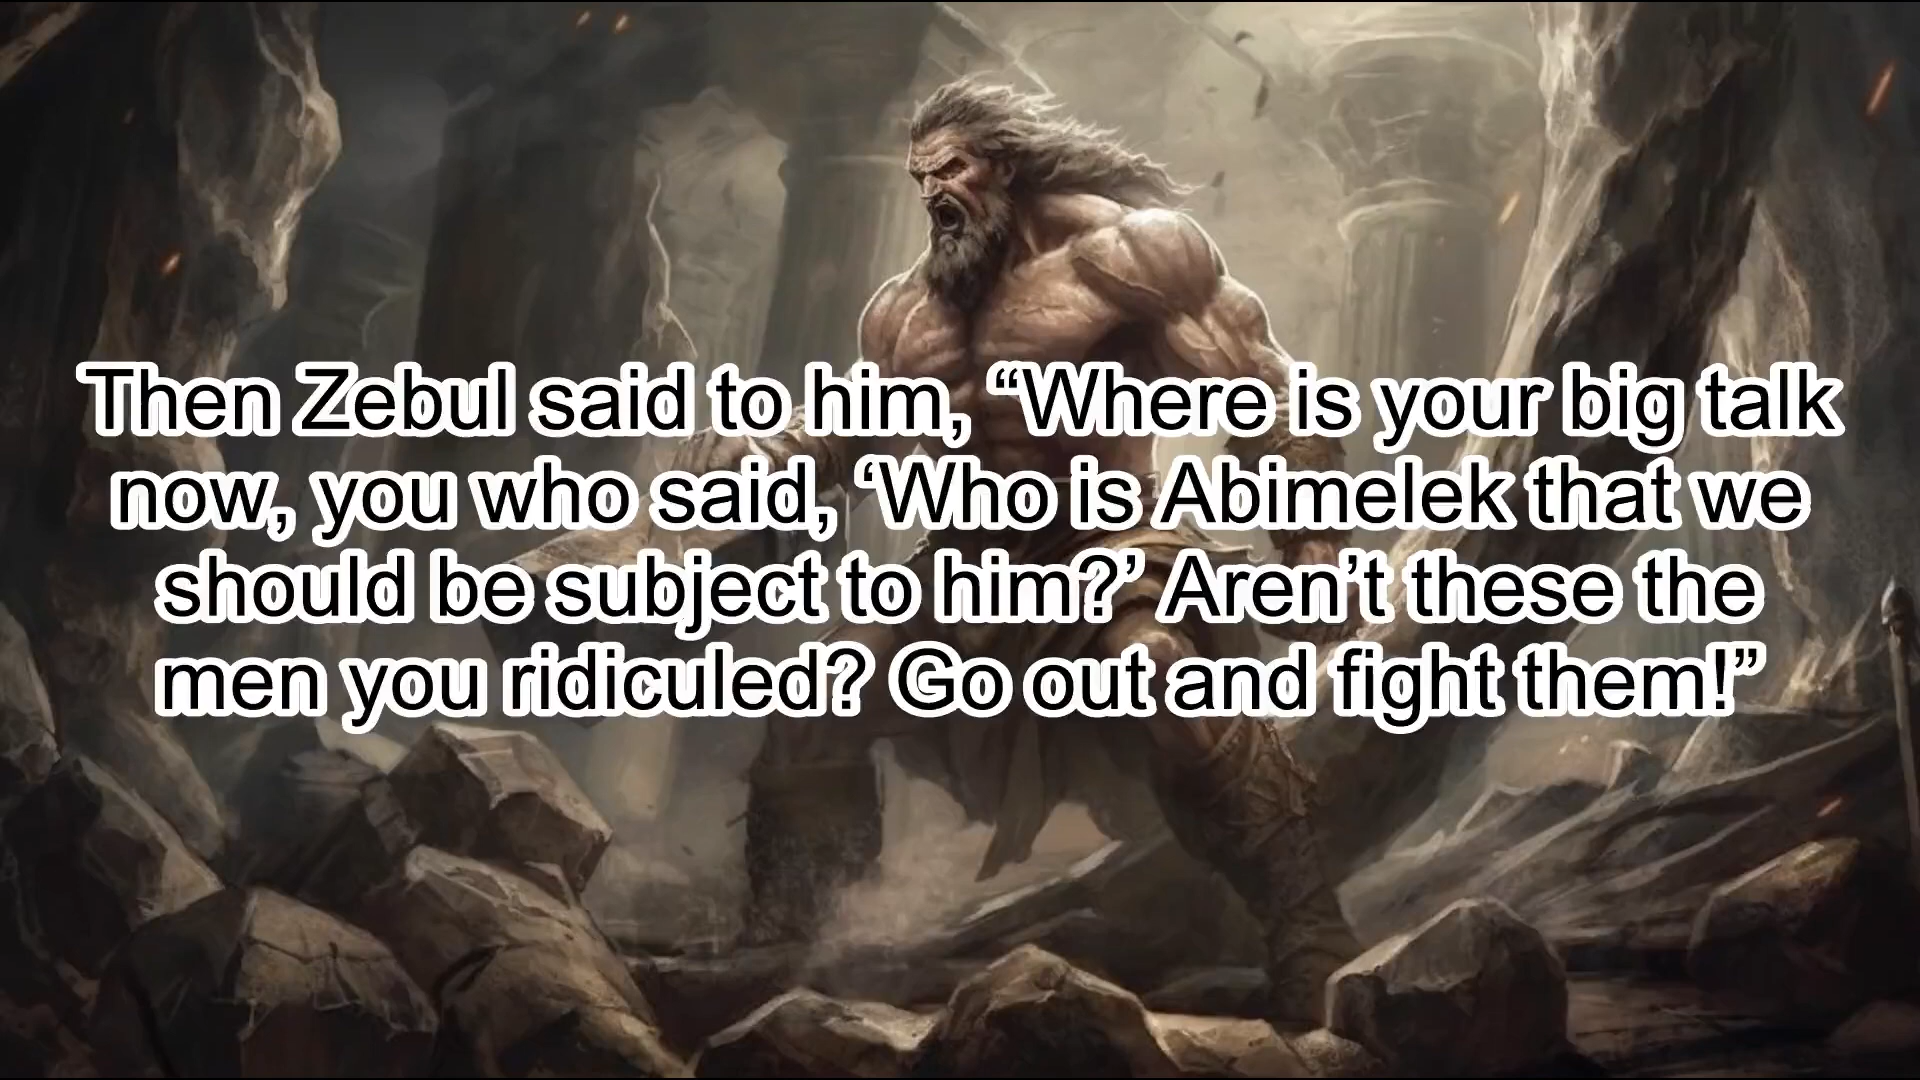 Then Zebul said to him, “Where is your big talk
now, you who said, ‘Who is Abimelek that we
should be subject to him?’ Aren’t these the
men you ridiculed? Go out and fight them!”